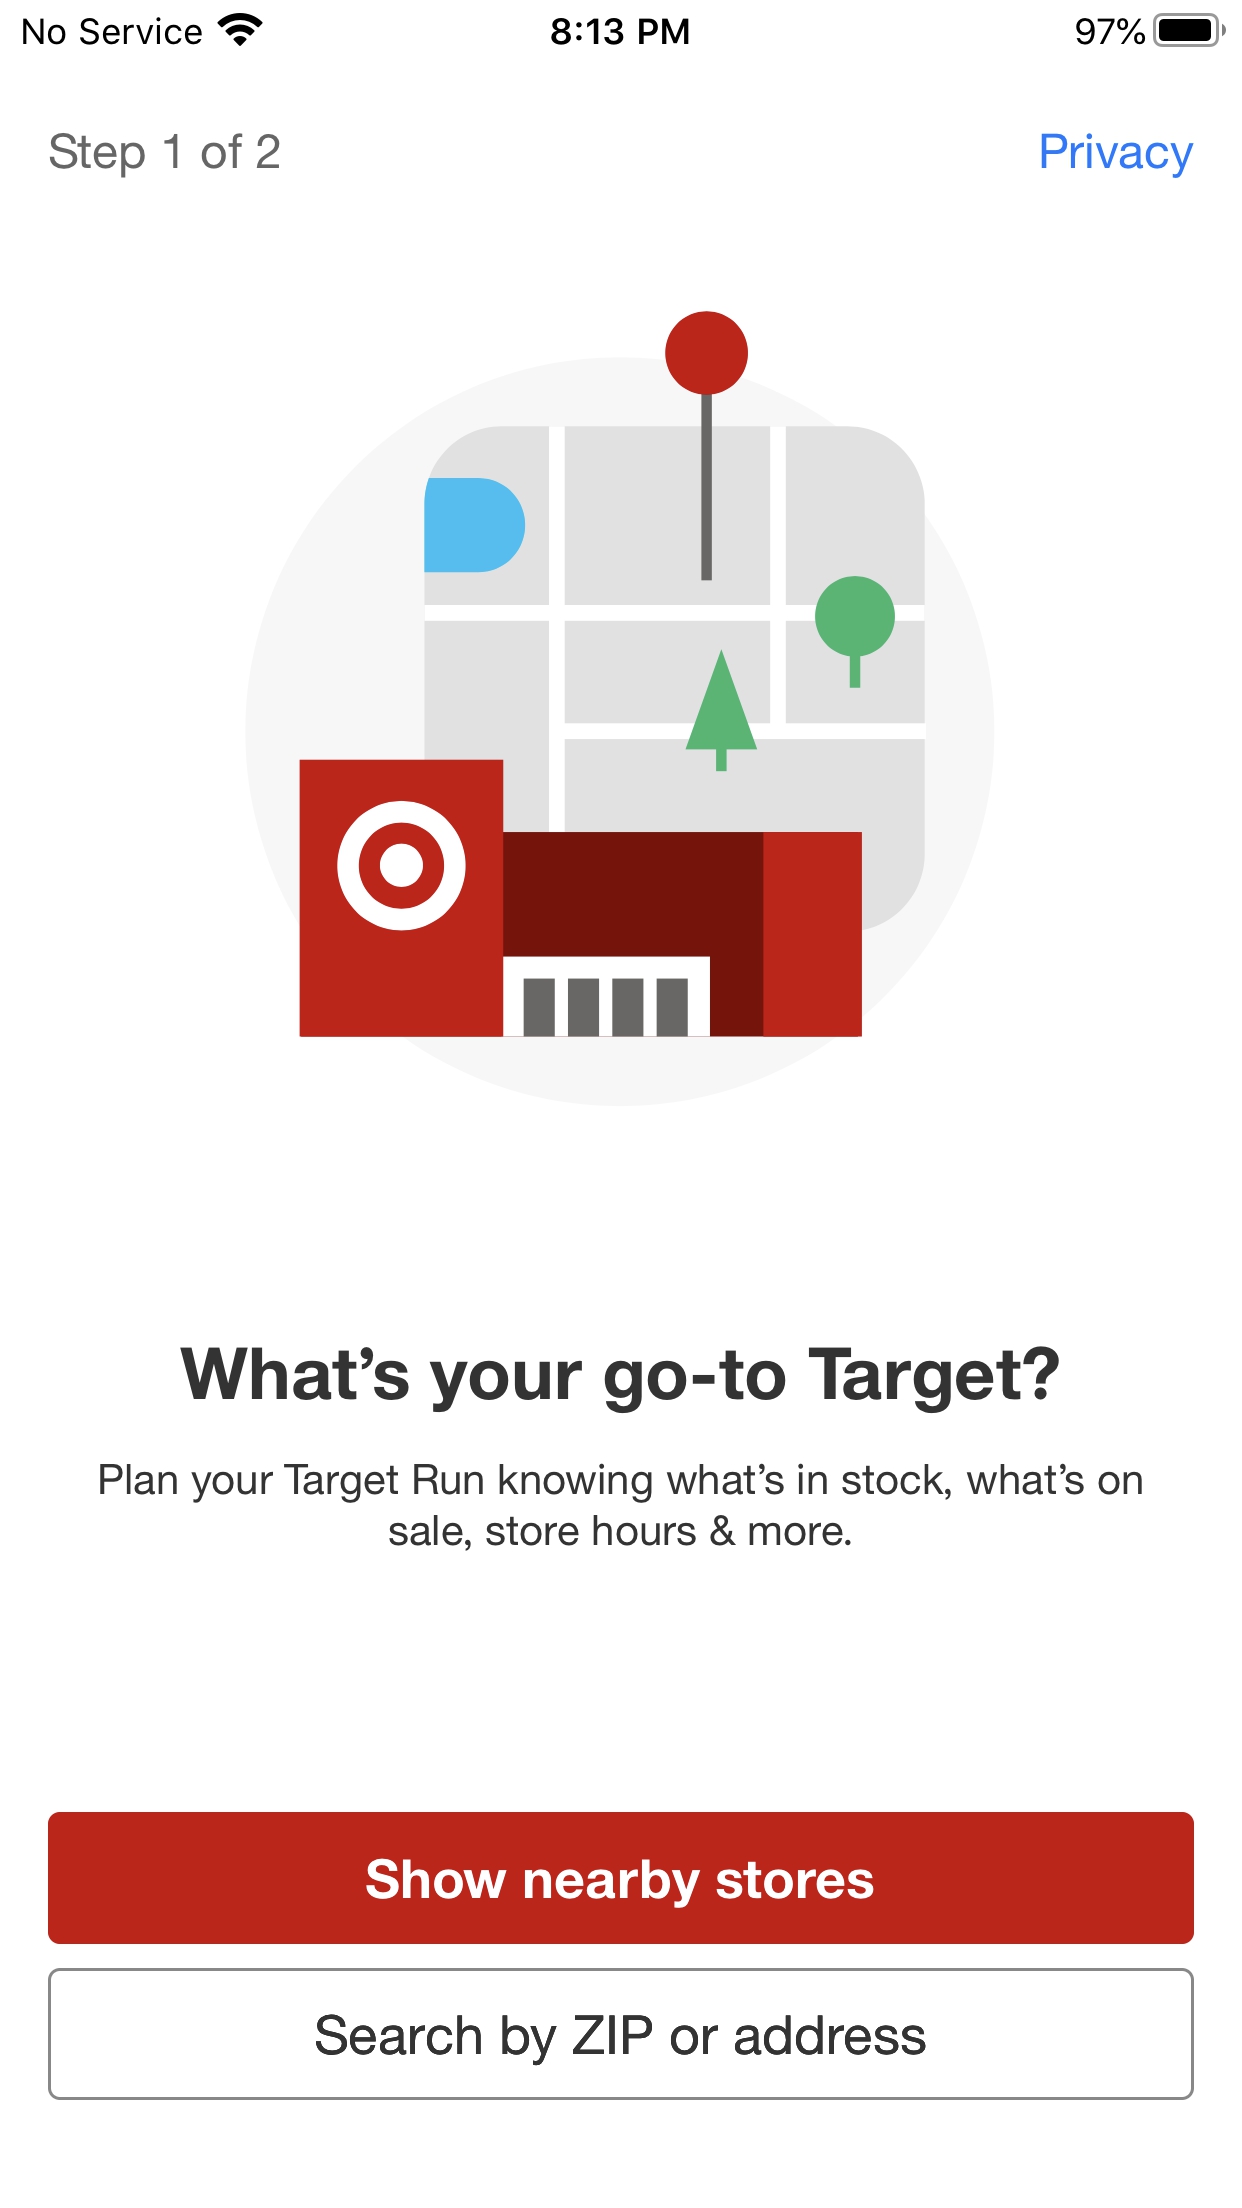 No Service 8:13 PM 97%
Step 1 of 2 Privacy
What’s your go-to Target?
Plan your Target Run knowing what’s in stock, what’s on
sale, store hours & more.
Show nearby stores
Search by ZIP or address